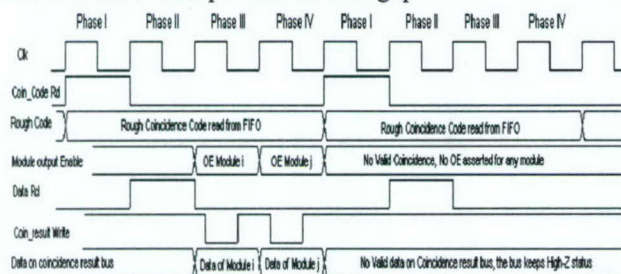 Phase I Phase II Phase III Phase IV Phase I Phase II Phase III Phase IV
Clk
Coin_Code Rd
Rough Code Rough Coincidence Code read from FIFO Rough Coincidence Code read from FIFO
Module output Enable OE Module i OE Module j No Valid Coincidence, No OE asserted for any module
Data Rd
Coin_result Write
Data on coincidence result bus Data of Module i Data of Module j No Valid data on Coincidence result bus, the bus keeps High-Z status